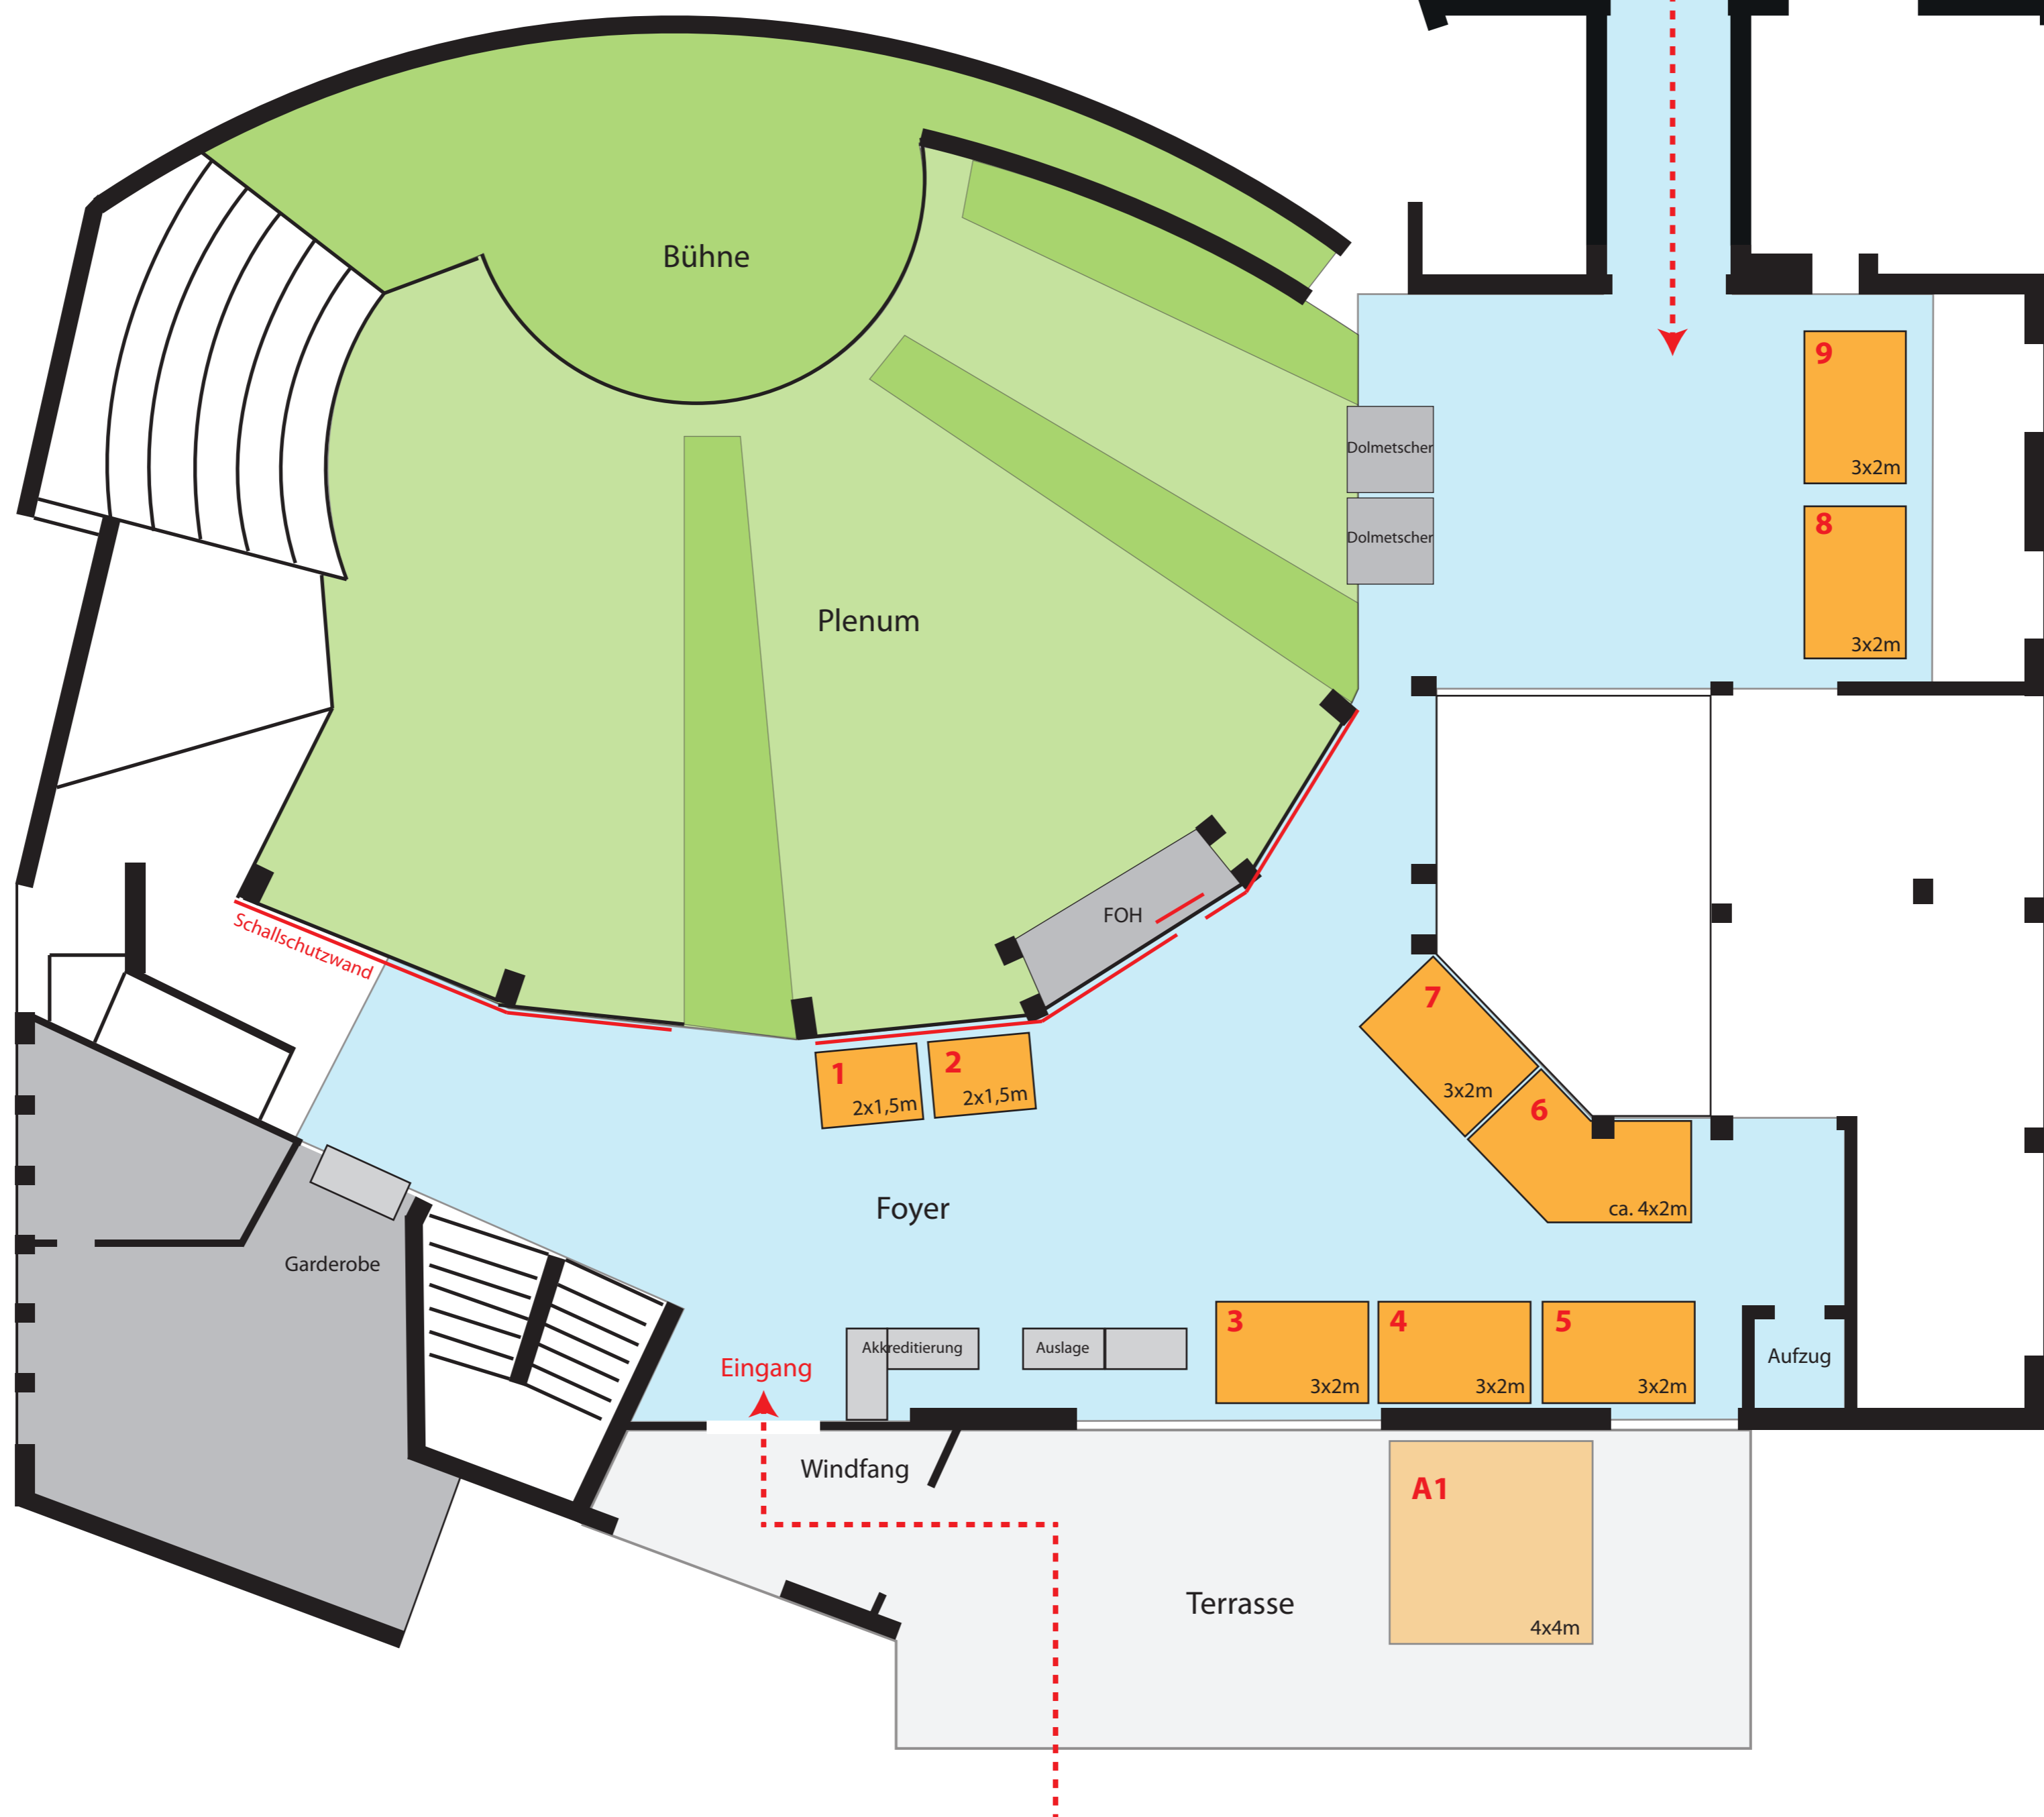 Bühne
9
3x2m
Dolmetscher
8
Dolmetscher
Plenum
3x2m
FOH
Schallschutzwand
7
1
2x1,5m
2
2x1,5m
3x2m
6
ca. 4x2m
Foyer
Garderobe
3
3x2m
4
3x2m
5
3x2m
Akkreditierung
Auslage
Aufzug
Eingang
Windfang
A1
4x4m
Terrasse